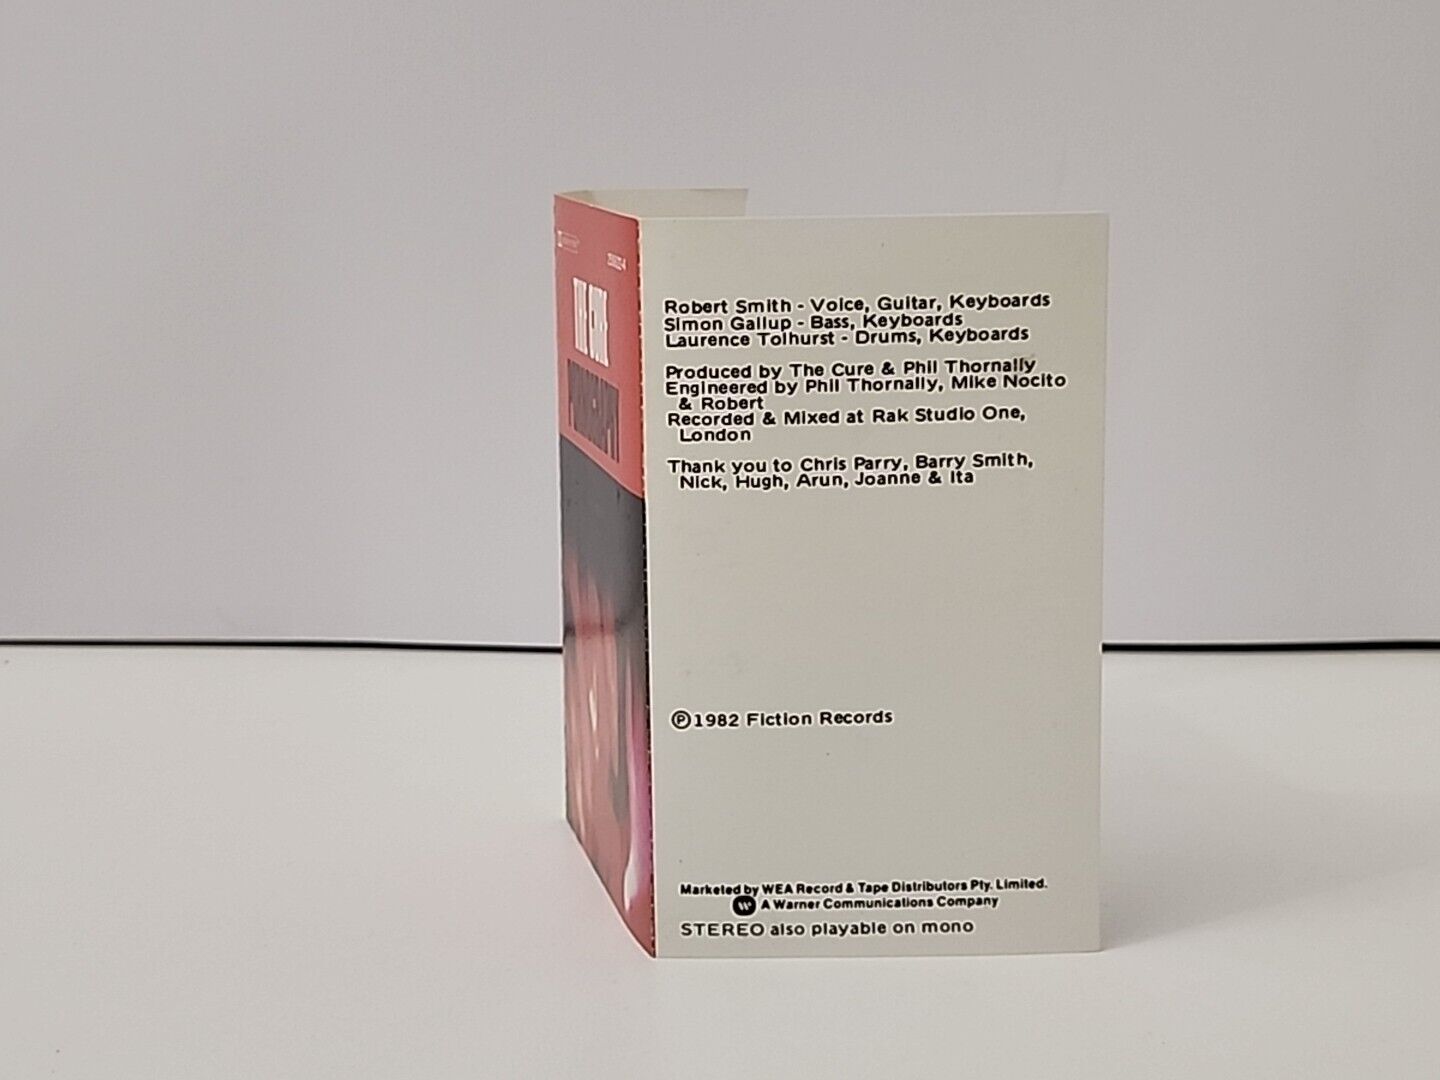 THE CURE
PORNOGRAPHY
Robert Smith - Voice, Guitar, Keyboards
Simon Gallup - Bass, Keyboards
Laurence Tolhurst - Drums, Keyboards
Produced by The Cure & Phil Thornally
Engineered by Phil Thornally, Mike Nocito
& Robert
Recorded & Mixed at Rak Studio One,
London
Thank you to Chris Parry, Barry Smith,
Nick, Hugh, Arun, Joanne & Ita
℗1982 Fiction Records
Marketed by WEA Record & Tape Distributors Pty. Limited.
A Warner Communications Company
STEREO also playable on mono